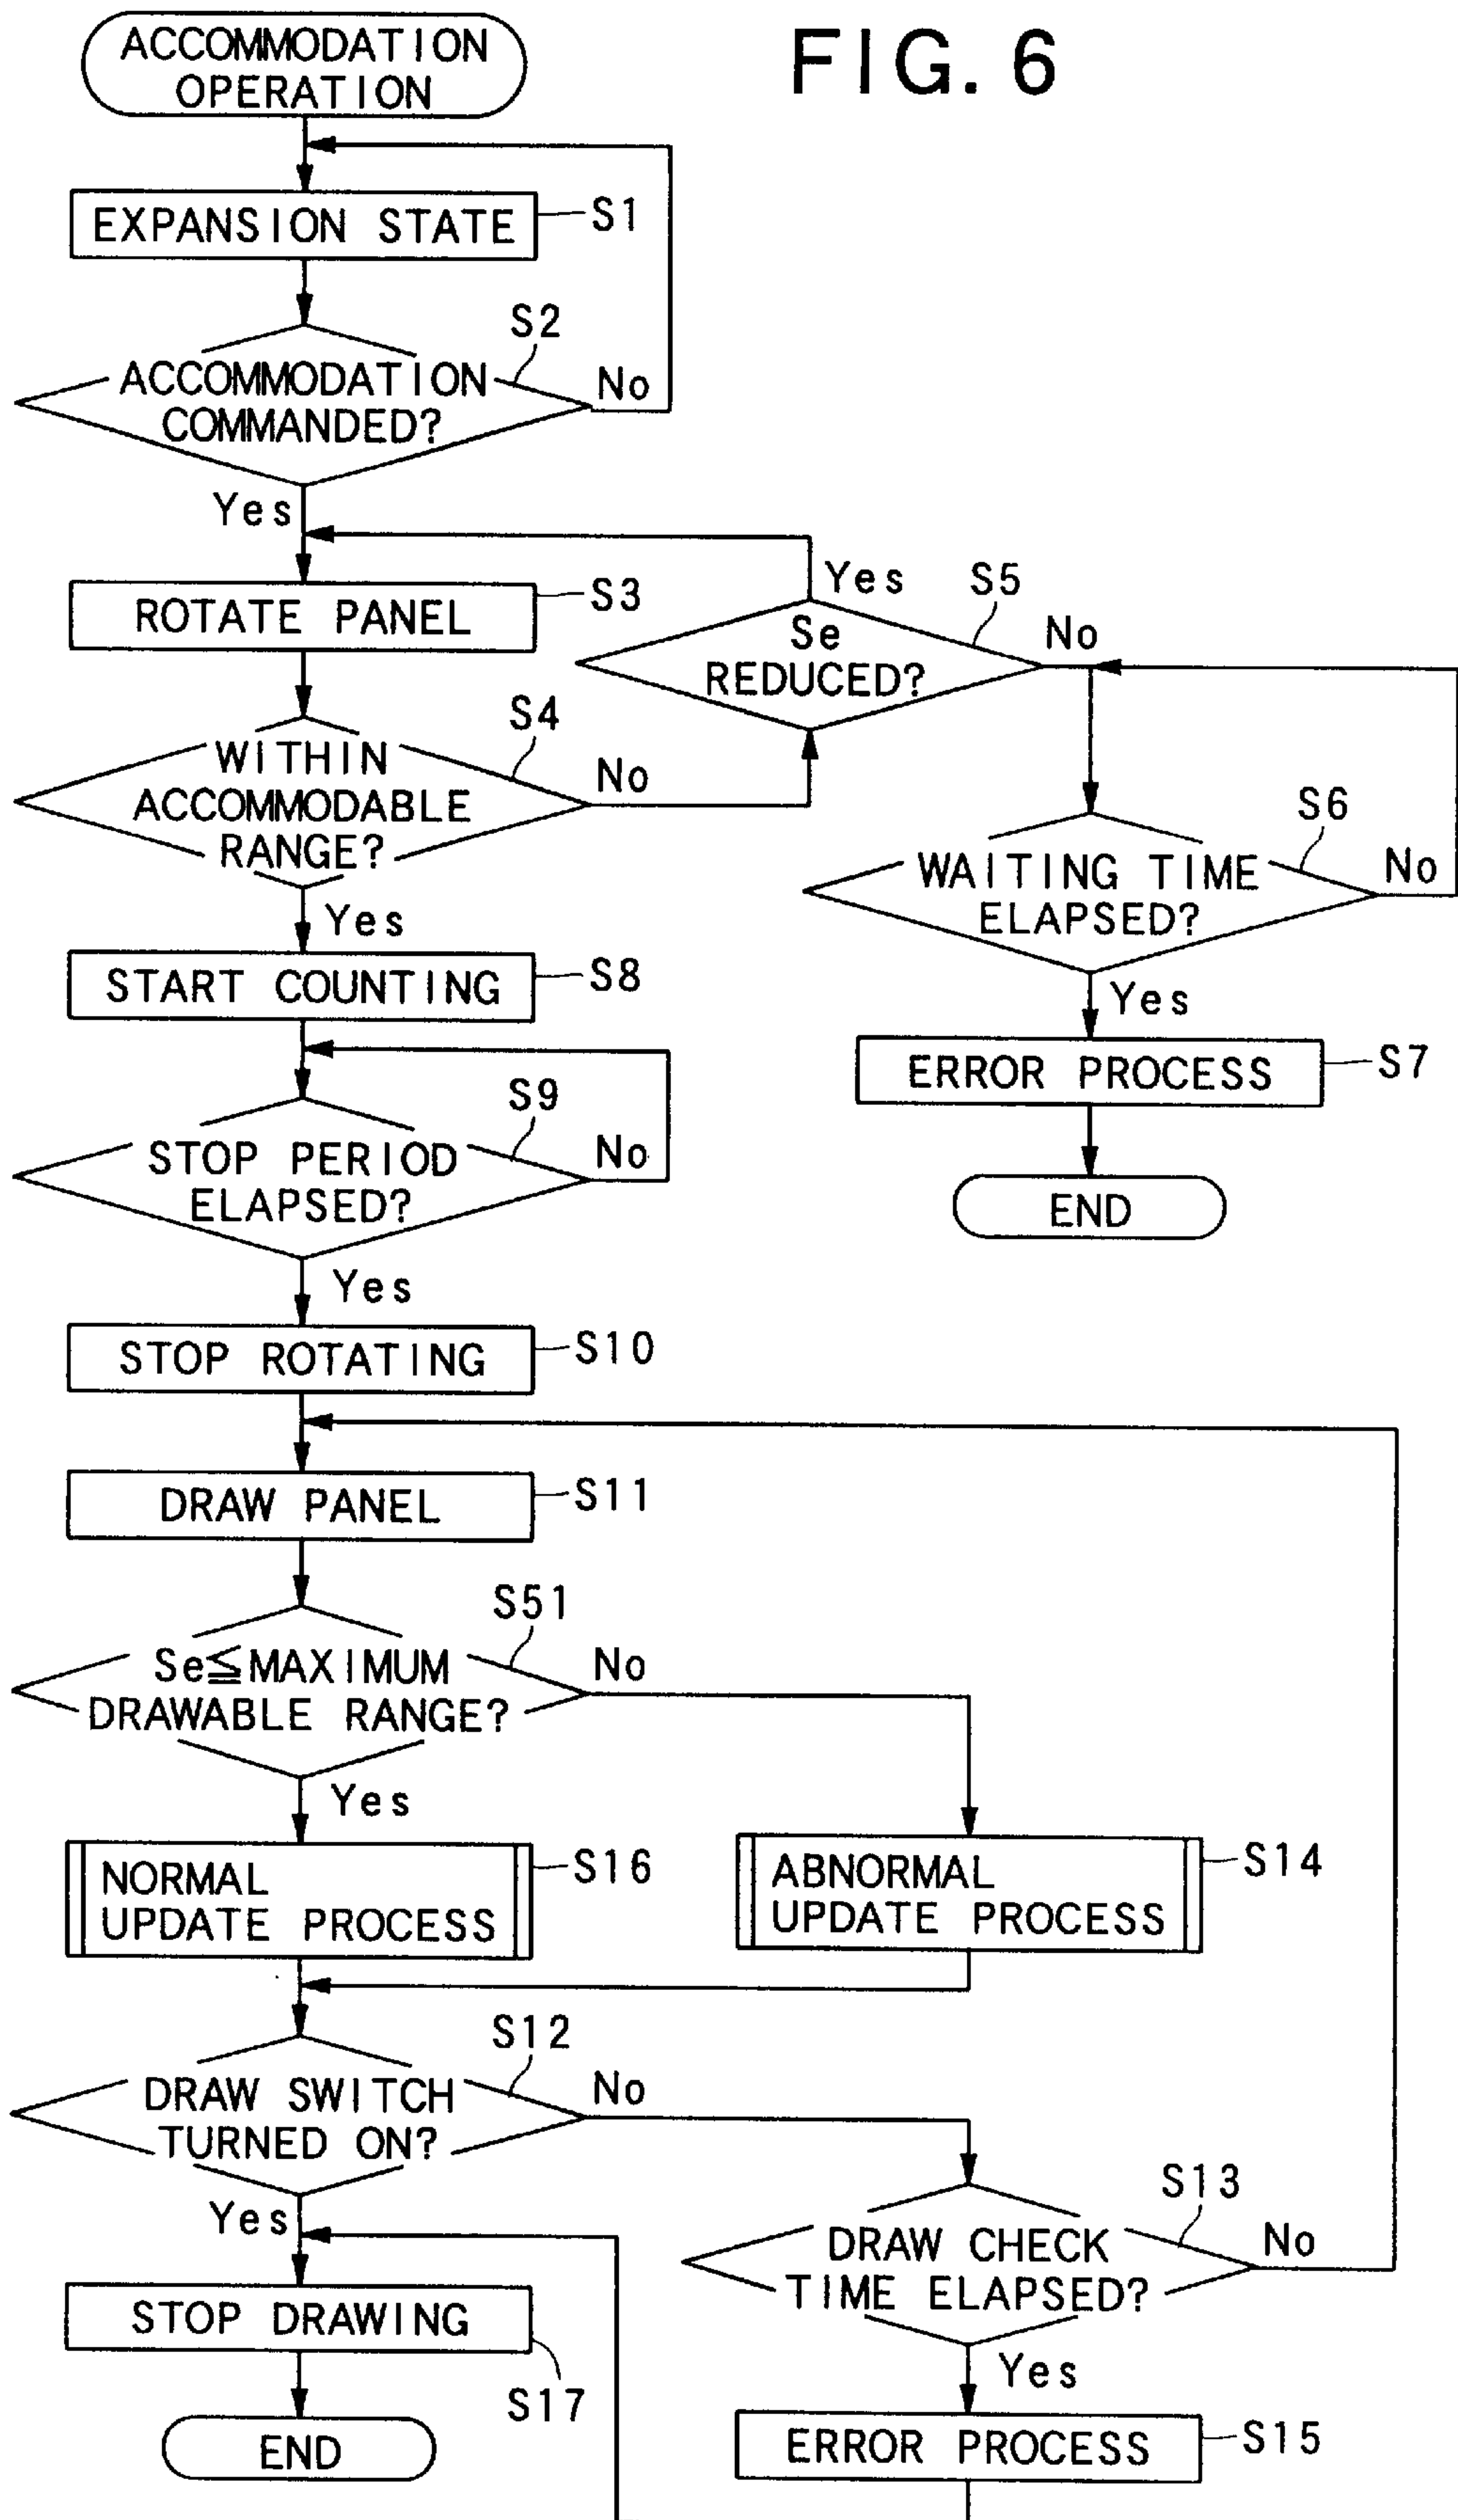 FIG. 6
ACCOMMODATION
OPERATION
EXPANSION STATE
S1
S2
ACCOMMODATION
COMMANDED?
No
Yes
ROTATE PANEL
S3
Yes
S5
Se
REDUCED?
No
S4
WITHIN
ACCOMMODABLE
RANGE?
No
Yes
S6
WAITING TIME
ELAPSED?
No
Yes
START COUNTING
S8
ERROR PROCESS
S7
END
S9
STOP PERIOD
ELAPSED?
No
Yes
STOP ROTATING
S10
DRAW PANEL
S11
S51
Se≦MAXIMUM
DRAWABLE RANGE?
No
Yes
NORMAL
UPDATE PROCESS
S16
ABNORMAL
UPDATE PROCESS
S14
S12
DRAW SWITCH
TURNED ON?
No
Yes
S13
DRAW CHECK
TIME ELAPSED?
No
Yes
STOP DRAWING
S17
END
ERROR PROCESS
S15